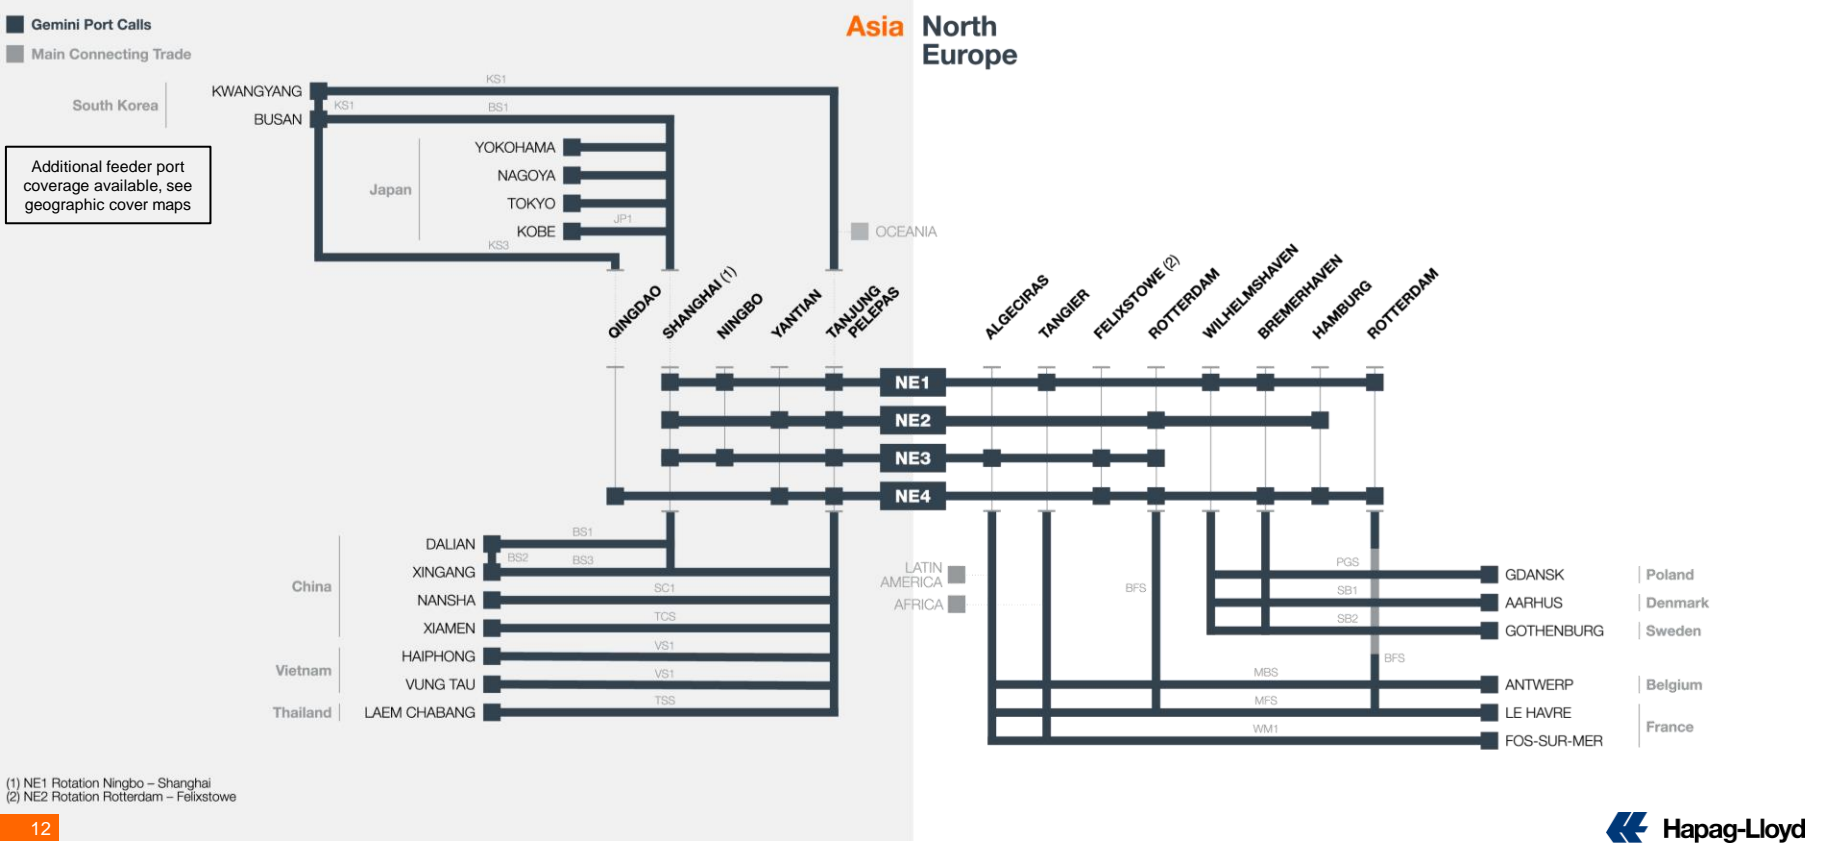 Gemini Port Calls
Main Connecting Trade
Asia
North
Europe
South Korea
KWANGYANG
BUSAN
KS1
KS1
BS1
Additional feeder port
coverage available, see
geographic cover maps
Japan
YOKOHAMA
NAGOYA
TOKYO
KOBE
JP1
KS3
OCEANIA
QINGDAO
SHANGHAI (1)
NINGBO
YANTIAN
TANJUNG
PELEPAS
ALGECIRAS
TANGIER
FELIXSTOWE (2)
ROTTERDAM
WILHELMSHAVEN
BREMERHAVEN
HAMBURG
ROTTERDAM
NE1
NE2
NE3
NE4
China
DALIAN
XINGANG
NANSHA
XIAMEN
BS1
BS2
BS3
SC1
TCS
Vietnam
HAIPHONG
VUNG TAU
VS1
VS1
Thailand
LAEM CHABANG
TSS
LATIN
AMERICA
AFRICA
BFS
PGS
SB1
SB2
BFS
MBS
MFS
WM1
GDANSK
Poland
AARHUS
Denmark
GOTHENBURG
Sweden
ANTWERP
Belgium
LE HAVRE
FOS-SUR-MER
France
(1) NE1 Rotation Ningbo – Shanghai
(2) NE2 Rotation Rotterdam – Felixstowe
12
Hapag-Lloyd